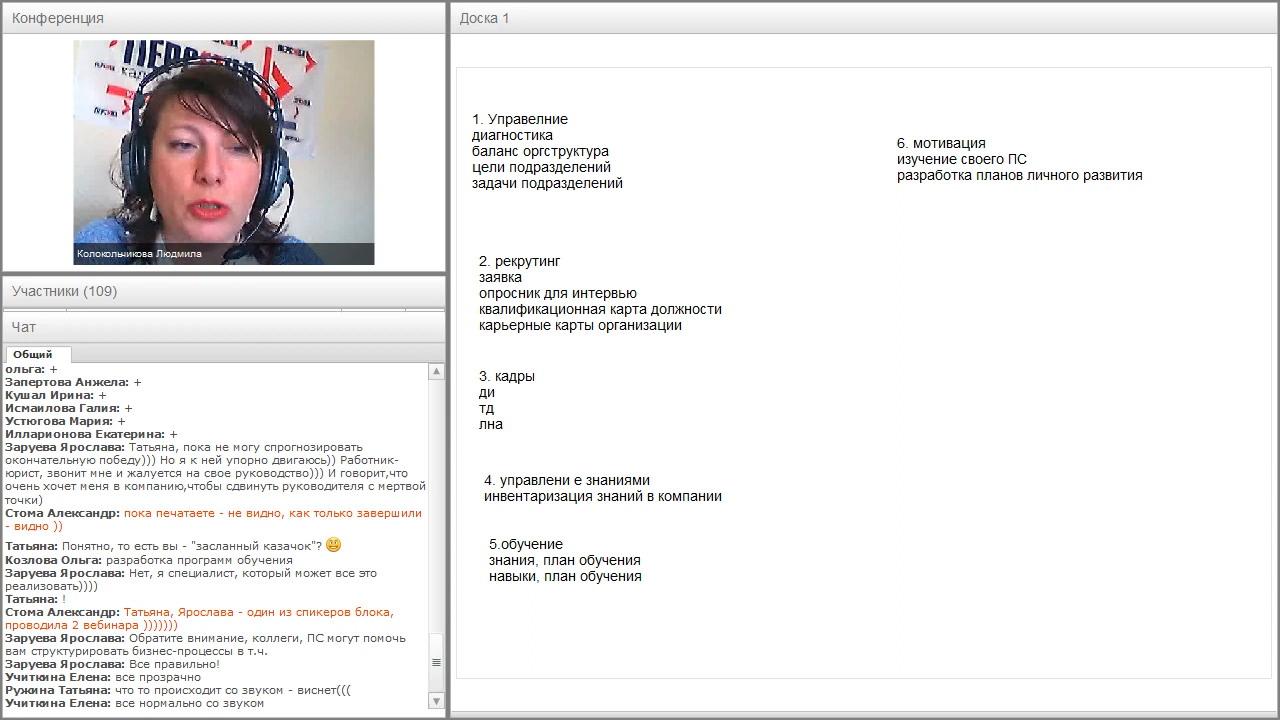 Конференция
ПЕРСОНА
Колокольчикова Людмила
Участники (109)
Чат
Общий
ольга: +
Запертова Анжела: +
Кушал Ирина: +
Исмаилова Галия: +
Устюгова Мария: +
Илларионова Екатерина: +
Заруева Ярослава: Татьяна, пока не могу спрогнозировать
окончательную победу))) Но я к ней упорно двигаюсь)) Работник-
юрист, звонит мне и жалуется на свое руководство))) И говорит,что
очень хочет меня в компанию,чтобы сдвинуть руководителя с мертвой
точки)
Стома Александр: пока печатаете - не видно, как только завершили
- видно ))
Татьяна: Понятно, то есть вы - "засланный казачок"?
Козлова Ольга: разработка программ обучения
Заруева Ярослава: Нет, я специалист, который может все это
реализовать))))
Татьяна: !
Стома Александр: Татьяна, Ярослава - один из спикеров блока,
проводила 2 вебинара )))))))
Заруева Ярослава: Обратите внимание, коллеги, ПС могут помочь
вам структурировать бизнес-процессы в т.ч.
Заруева Ярослава: Все правильно!
Учиткина Елена: все прозрачно
Ружина Татьяна: что то происходит со звуком - виснет(((
Учиткина Елена: все нормально со звуком
Доска 1
1. Управелние
диагностика
баланс оргструктура
цели подразделений
задачи подразделений
2. рекрутинг
заявка
опросник для интервью
квалификационная карта должности
карьерные карты организации
3. кадры
ди
тд
лна
4. управлени е знаниями
инвентаризация знаний в компании
5.обучение
знания, план обучения
навыки, план обучения
6. мотивация
изучение своего ПС
разработка планов личного развития